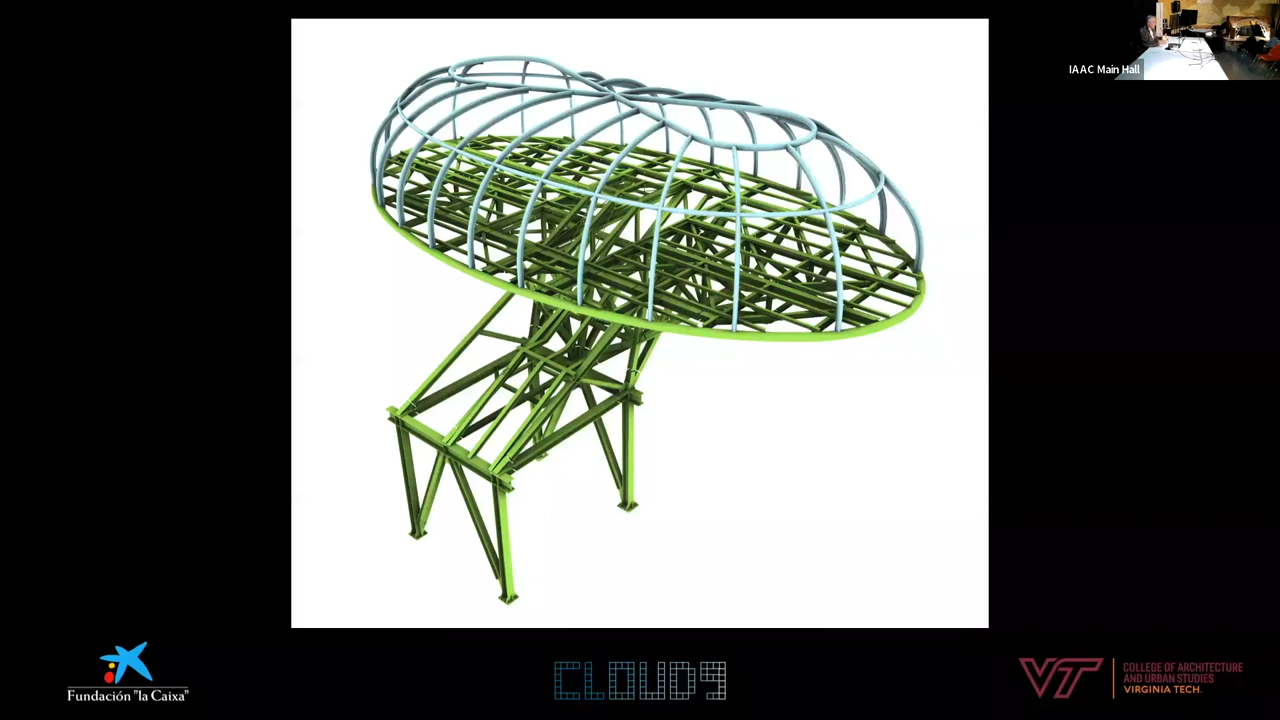 IAAC Main Hall
Fundación "la Caixa"
CLOUD9
VT
COLLEGE OF ARCHITECTURE
AND URBAN STUDIES
VIRGINIA TECH.